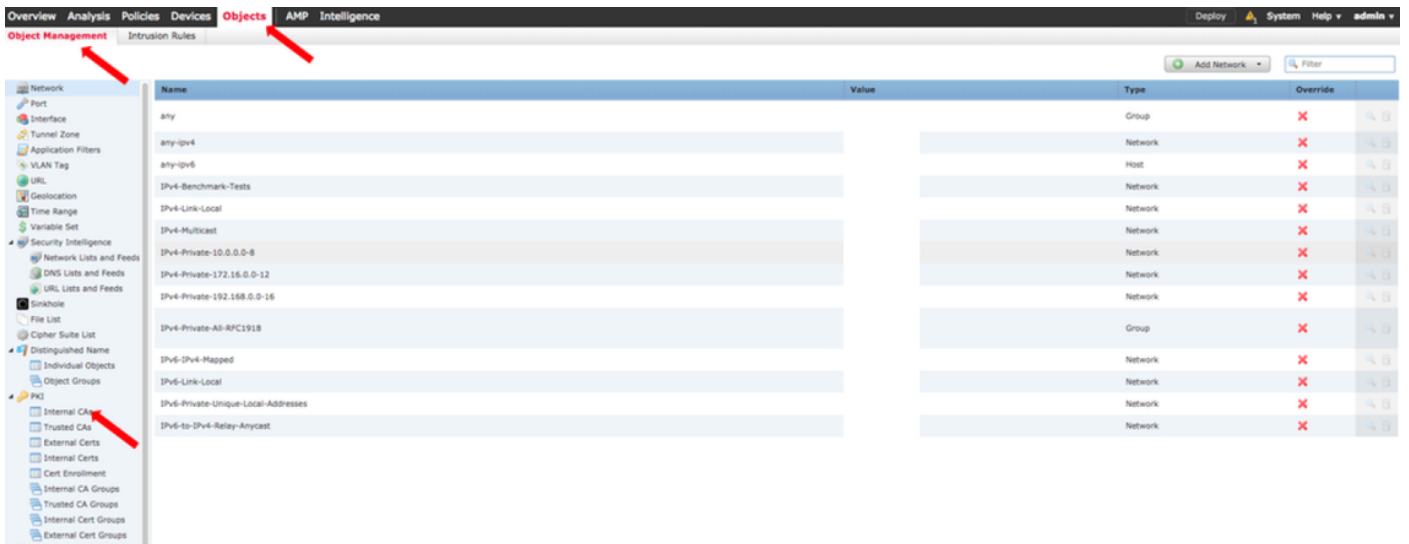 Overview Analysis Policies Devices Objects AMP Intelligence Deploy 1 System Help admin
Object Management Intrusion Rules
Add Network Filter
Network
Port
Interface
Tunnel Zone
Application Filters
VLAN Tag
URL
Geolocation
Time Range
Variable Set
Security Intelligence
Network Lists and Feeds
DNS Lists and Feeds
URL Lists and Feeds
Sinkhole
File List
Cipher Suite List
Distinguished Name
Individual Objects
Object Groups
PKI
Internal CAs
Trusted CAs
External Certs
Internal Certs
Cert Enrollment
Internal CA Groups
Trusted CA Groups
Internal Cert Groups
External Cert Groups
Name Value Type Override
any Group
any-ipv4 Network
any-ipv6 Host
IPv4-Benchmark-Tests Network
IPv4-Link-Local Network
IPv4-Multicast Network
IPv4-Private-10.0.0.0-8 Network
IPv4-Private-172.16.0.0-12 Network
IPv4-Private-192.168.0.0-16 Network
IPv4-Private-All-RFC1918 Group
IPv6-IPv4-Mapped Network
IPv6-Link-Local Network
IPv6-Private-Unique-Local-Addresses Network
IPv6-to-IPv4-Relay-Anycast Network